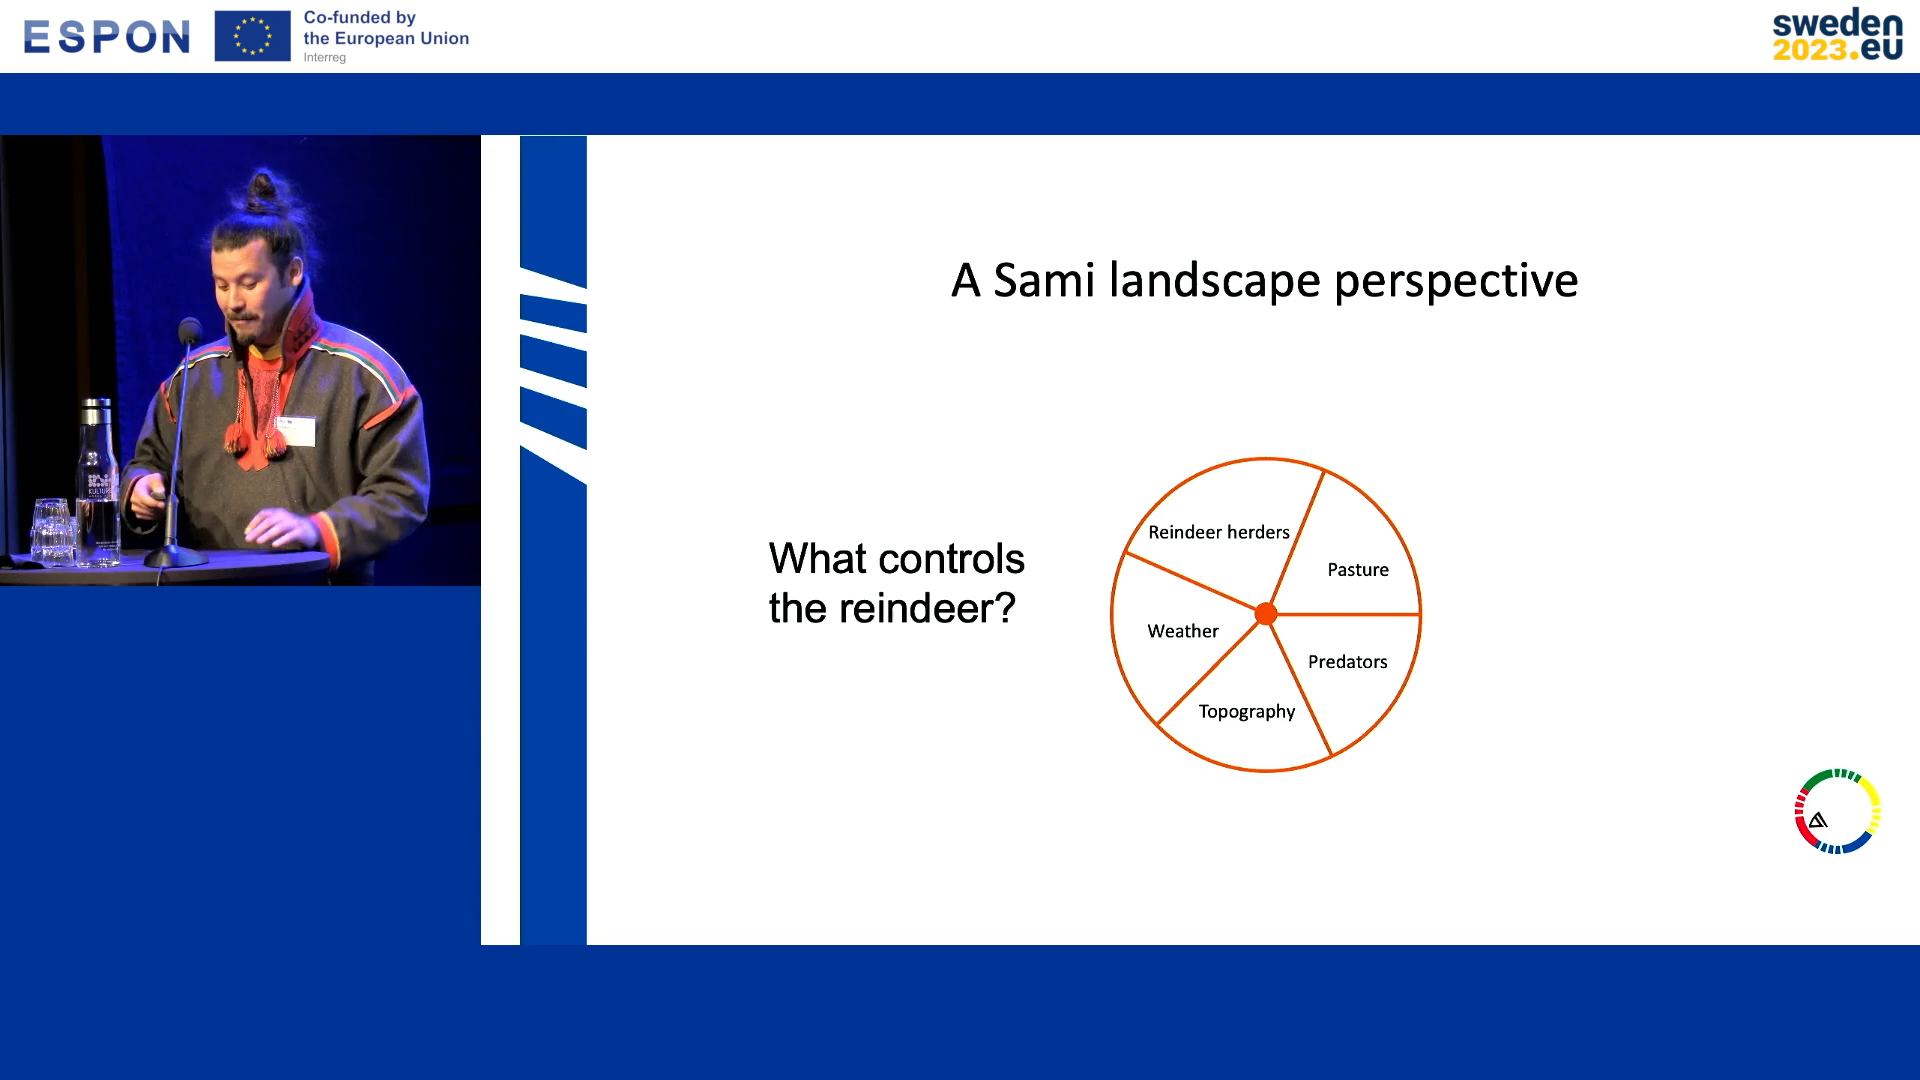 ESPON
Co-funded by
the European Union
Interreg
sweden
2023.eu
A Sami landscape perspective
What controls
the reindeer?
Reindeer herders
Pasture
Weather
Predators
Topography
KULTUR